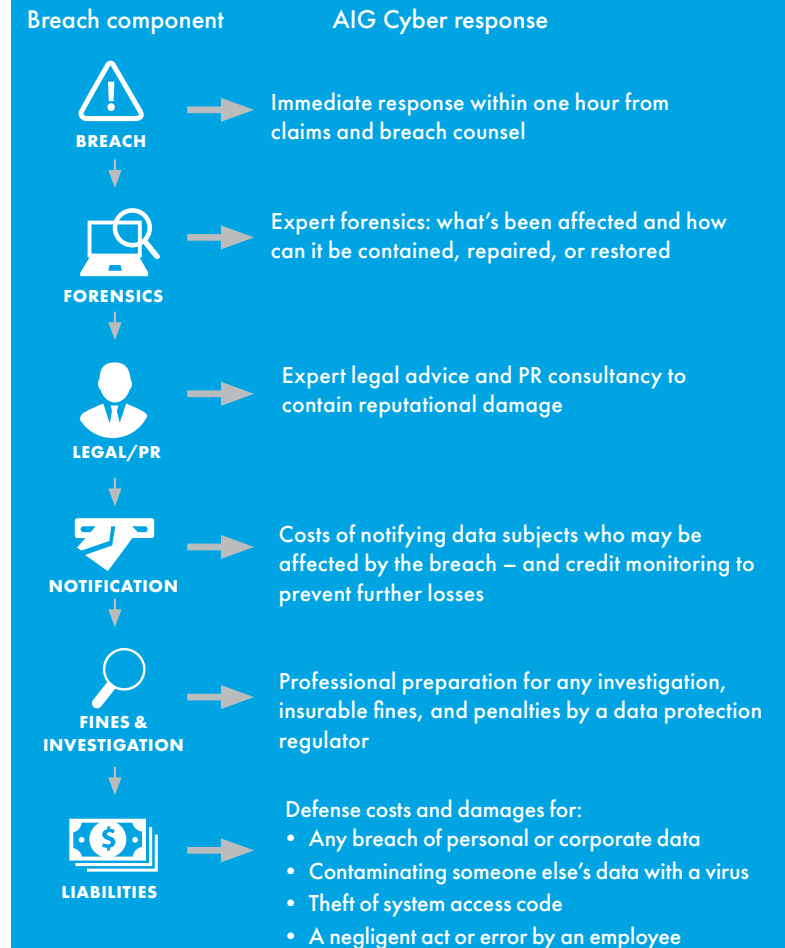 Breach component
AIG Cyber response
BREACH
Immediate response within one hour from
claims and breach counsel
FORENSICS
Expert forensics: what's been affected and how
can it be contained, repaired, or restored
LEGAL/PR
Expert legal advice and PR consultancy to
contain reputational damage
NOTIFICATION
Costs of notifying data subjects who may be
affected by the breach – and credit monitoring to
prevent further losses
FINES &
INVESTIGATION
Professional preparation for any investigation,
insurable fines, and penalties by a data protection
regulator
LIABILITIES
Defense costs and damages for:
• Any breach of personal or corporate data
• Contaminating someone else's data with a virus
• Theft of system access code
• A negligent act or error by an employee